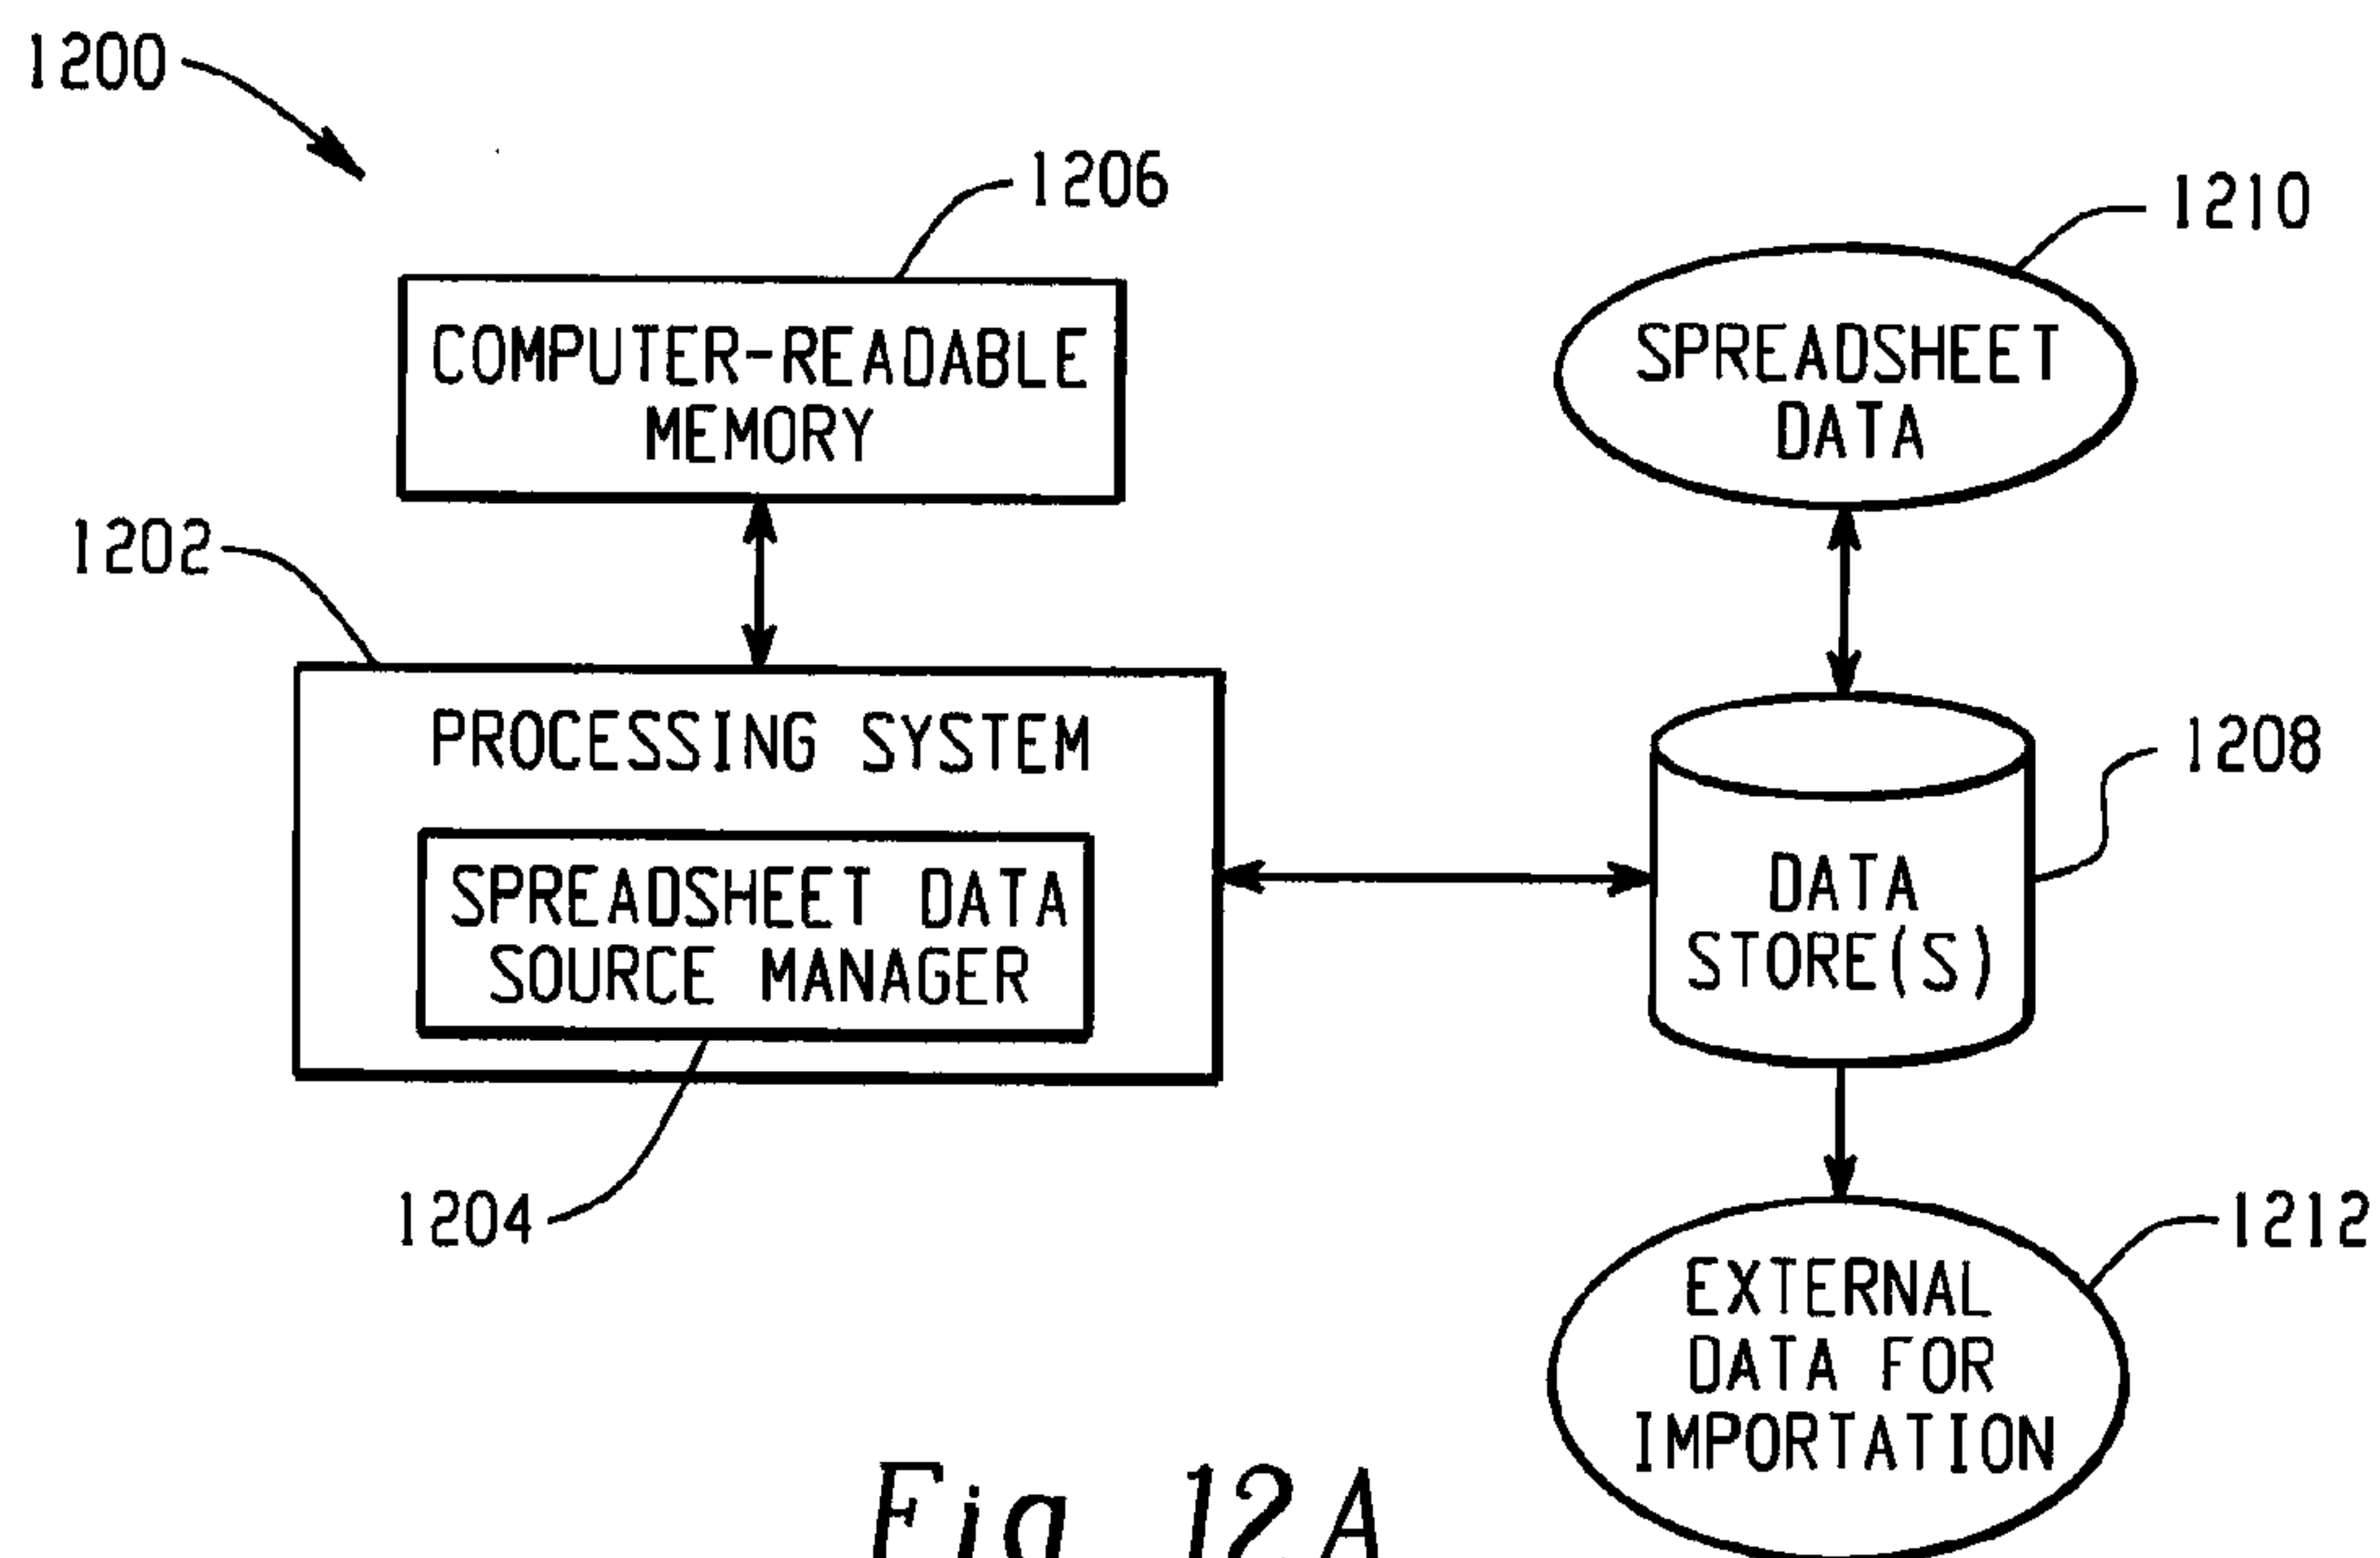 1200
1206
COMPUTER-READABLE
MEMORY
1210
SPREADSHEET
DATA
1202
PROCESSING SYSTEM
SPREADSHEET DATA
SOURCE MANAGER
1204
1208
DATA
STORE(S)
1212
EXTERNAL
DATA FOR
IMPORTATION
Fig 12A